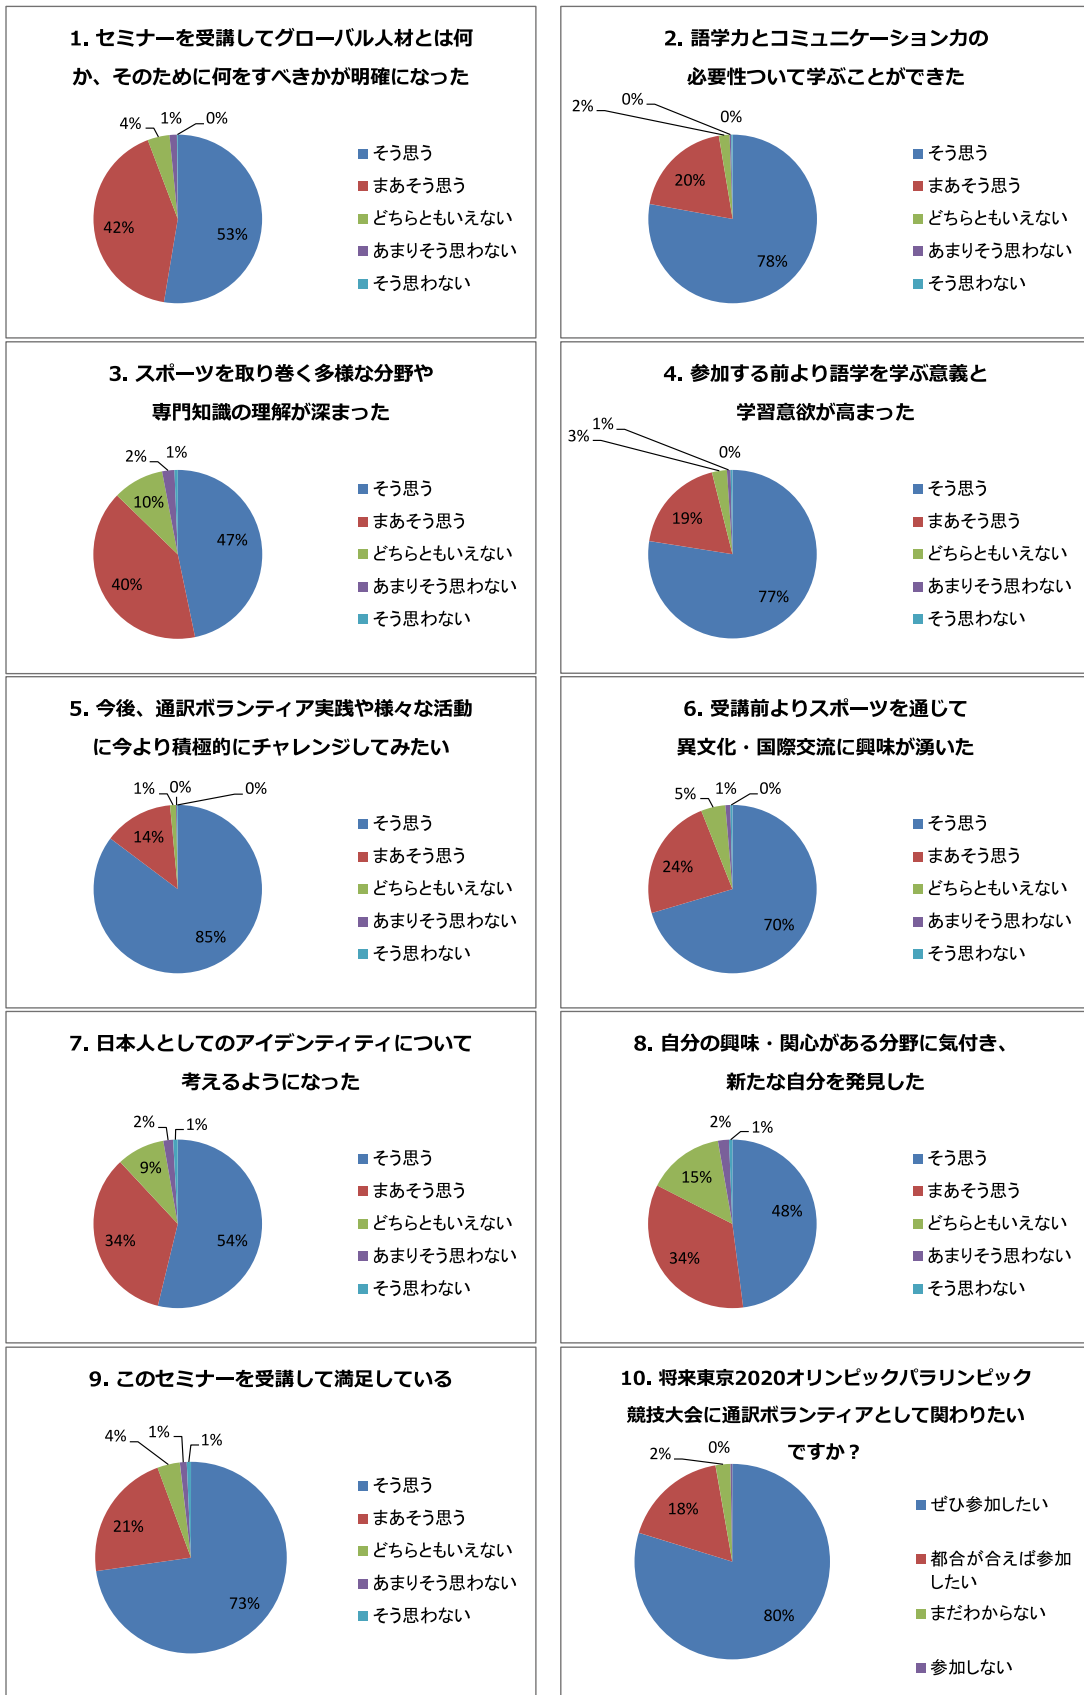 1. セミナーを受講してグローバル人材とは何
か、そのために何をすべきかが明確になった
4%
1%
0%
42%
53%
そう思う
まあそう思う
どちらともいえない
あまりそう思わない
そう思わない
2. 語学力とコミュニケーション力の
必要性ついて学ぶことができた
2%
0%
0%
20%
78%
そう思う
まあそう思う
どちらともいえない
あまりそう思わない
そう思わない
3. スポーツを取り巻く多様な分野や
専門知識の理解が深まった
2%
1%
10%
47%
40%
そう思う
まあそう思う
どちらともいえない
あまりそう思わない
そう思わない
4. 参加する前より語学を学ぶ意義と
学習意欲が高まった
3%
1%
0%
19%
77%
そう思う
まあそう思う
どちらともいえない
あまりそう思わない
そう思わない
5. 今後、通訳ボランティア実践や様々な活動
に今より積極的にチャレンジしてみたい
1%
0%
0%
14%
85%
そう思う
まあそう思う
どちらともいえない
あまりそう思わない
そう思わない
6. 受講前よりスポーツを通じて
異文化・国際交流に興味が湧いた
5%
1%
0%
24%
70%
そう思う
まあそう思う
どちらともいえない
あまりそう思わない
そう思わない
7. 日本人としてのアイデンティティについて
考えるようになった
2%
1%
9%
34%
54%
そう思う
まあそう思う
どちらともいえない
あまりそう思わない
そう思わない
8. 自分の興味・関心がある分野に気付き、
新たな自分を発見した
2%
1%
15%
48%
34%
そう思う
まあそう思う
どちらともいえない
あまりそう思わない
そう思わない
9. このセミナーを受講して満足している
4%
1%
1%
21%
73%
そう思う
まあそう思う
どちらともいえない
あまりそう思わない
そう思わない
10. 将来東京2020オリンピックパラリンピック
競技大会に通訳ボランティアとして関わりたい
ですか？
2%
0%
18%
80%
ぜひ参加したい
都合が合えば参加
したい
まだわからない
参加しない